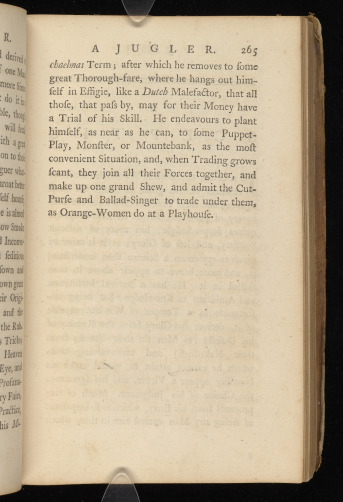 A JUGLER. 265
chaelmas Term; after which he removes to ſome
great Thorough-fare, where he hangs out him-
ſelf in Effigie, like a Dutch Malefactor, that all
thoſe, that paſs by, may for their Money have
a Trial of his Skill. He endeavours to plant
himſelf, as near as he can, to ſome Puppet-
Play, Monſter, or Mountebank, as the moſt
convenient Situation, and, when Trading grows
ſcant, they join all their Forces together, and
make up one grand Shew, and admit the Cut-
Purſe and Ballad-Singer to trade under them,
as Orange-Women do at a Playhouſe.